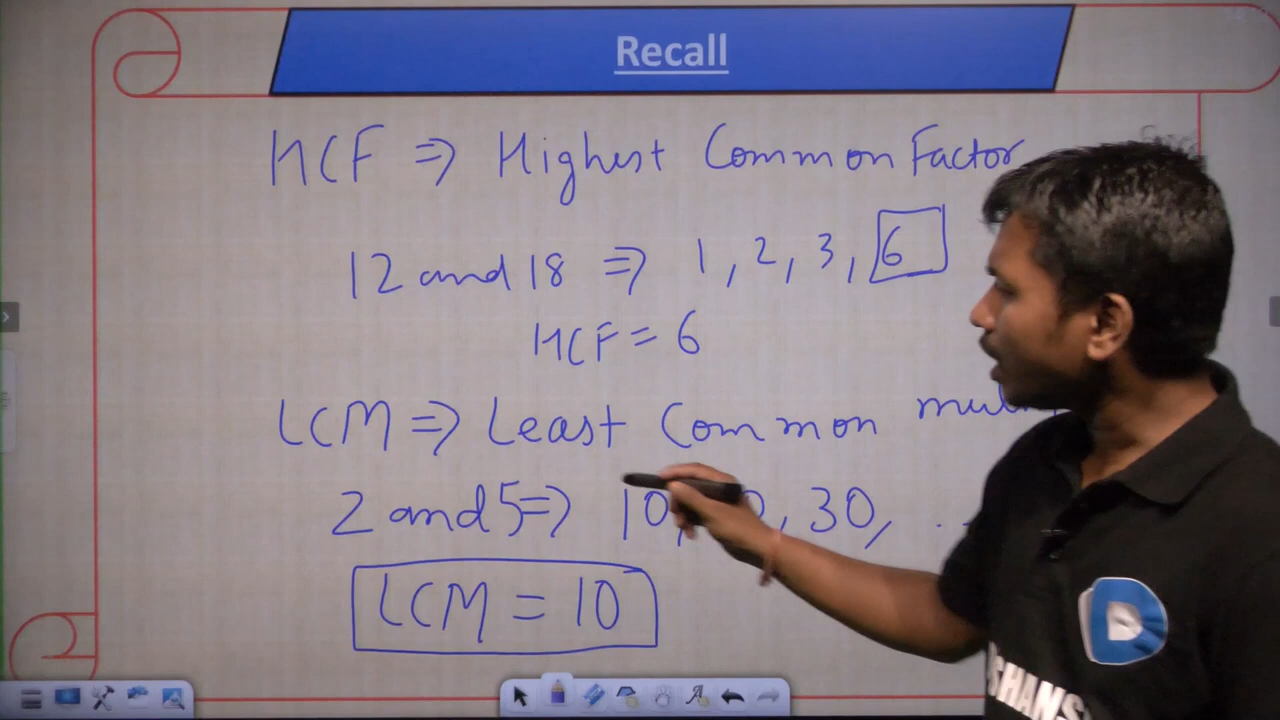 Recall
HCF ⇒ Highest Common Factor
12 and 18 ⇒ 1, 2, 3, 6
HCF = 6
LCM ⇒ Least Common
2 and 5 ⇒ 10, 30, ...
LCM = 10
D